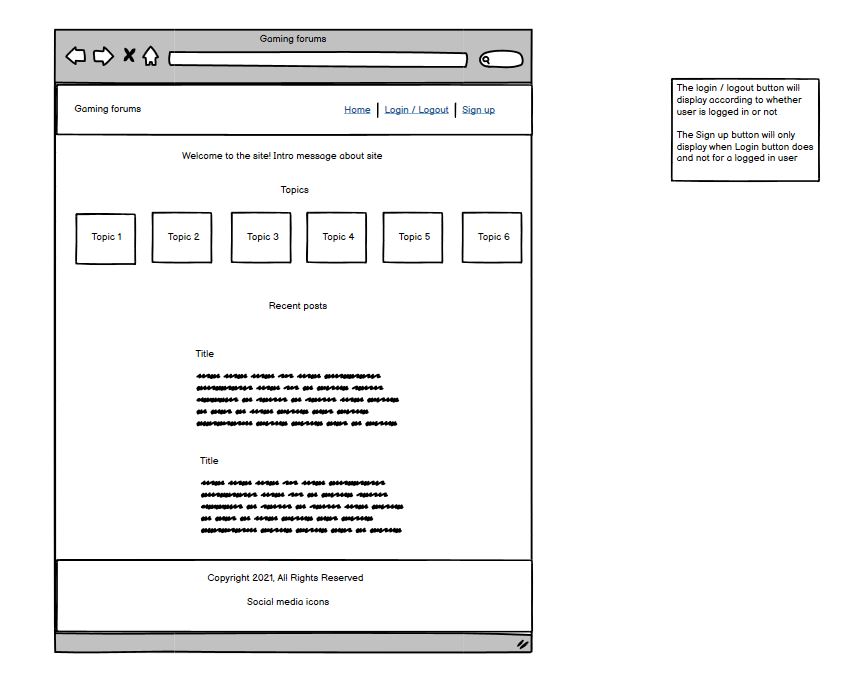 Gaming forums
Gaming forums
Home Login / Logout Sign up
Welcome to the site! Intro message about site
Topics
Topic 1 Topic 2 Topic 3 Topic 4 Topic 5 Topic 6
Recent posts
Title
Title
Copyright 2021, All Rights Reserved
Social media icons
The login / logout button will
display according to whether
user is logged in or not
The Sign up button will only
display when Login button does
and not for a logged in user